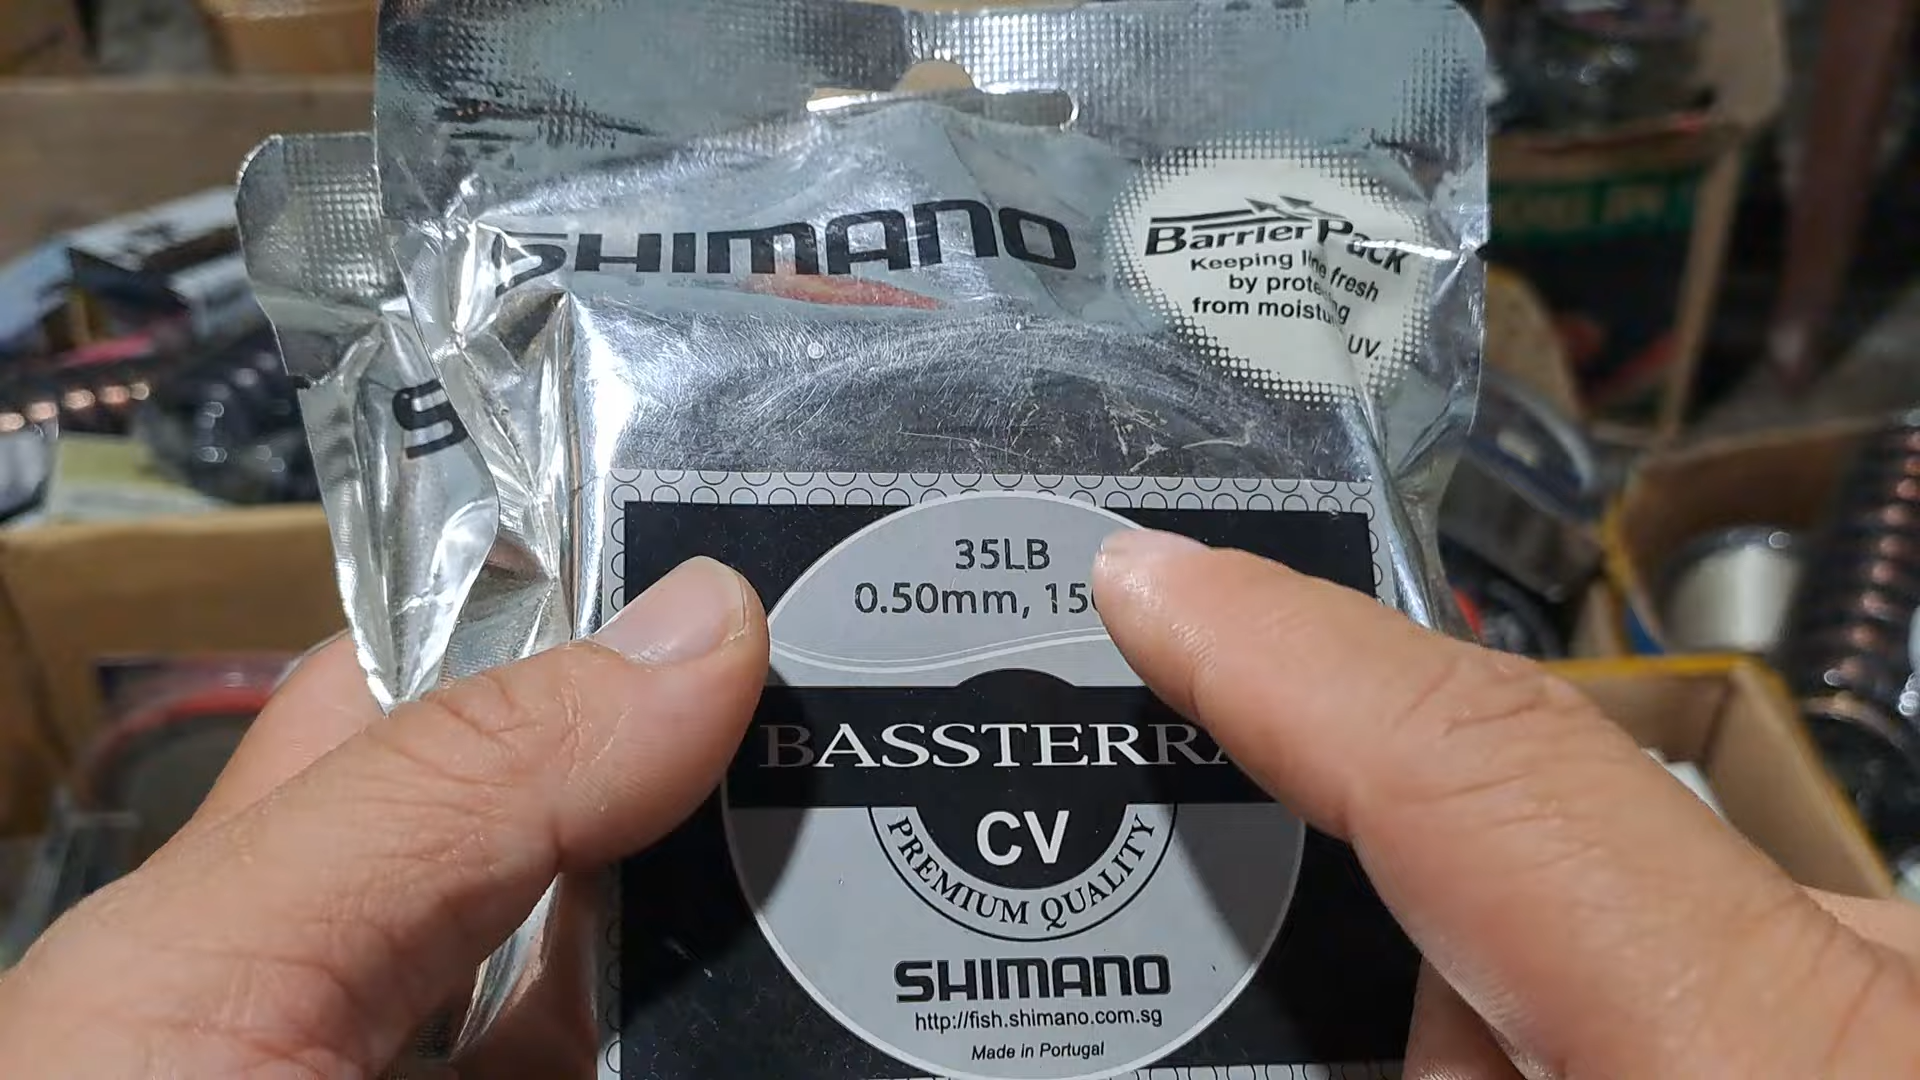 SHIMANO
Barrier Pack
Keeping line fresh
by prote ng
from moistu
UV.
S
35LB
0.50mm, 15
BASSTERRA
CV
PREMIUM QUALITY
SHIMANO
http://fish.shimano.com.sg
Made in Portugal